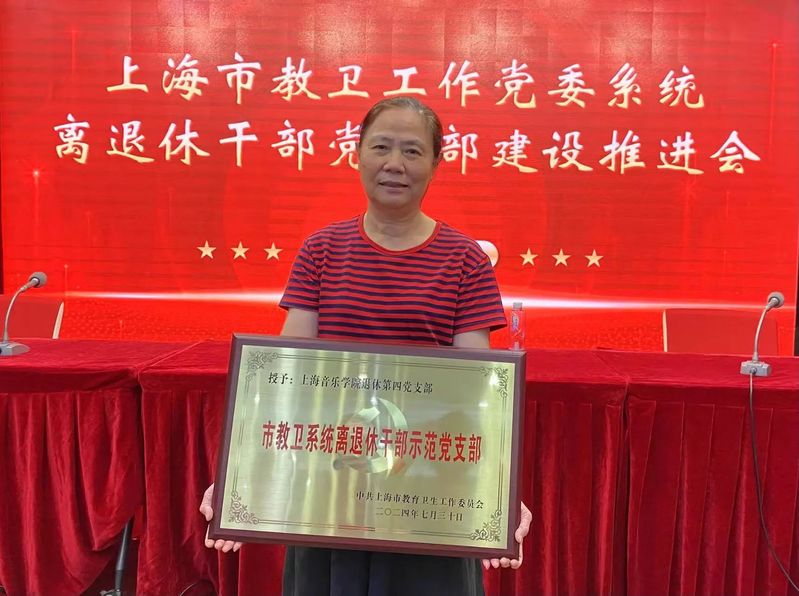 上海市教卫工作党委系统
离退休干部党 部建设推进会
授予：上海音乐学院退休第四党支部
市教卫系统离退休干部示范党支部
中共上海市教育卫生工作委员会
二〇二四年七月三十日